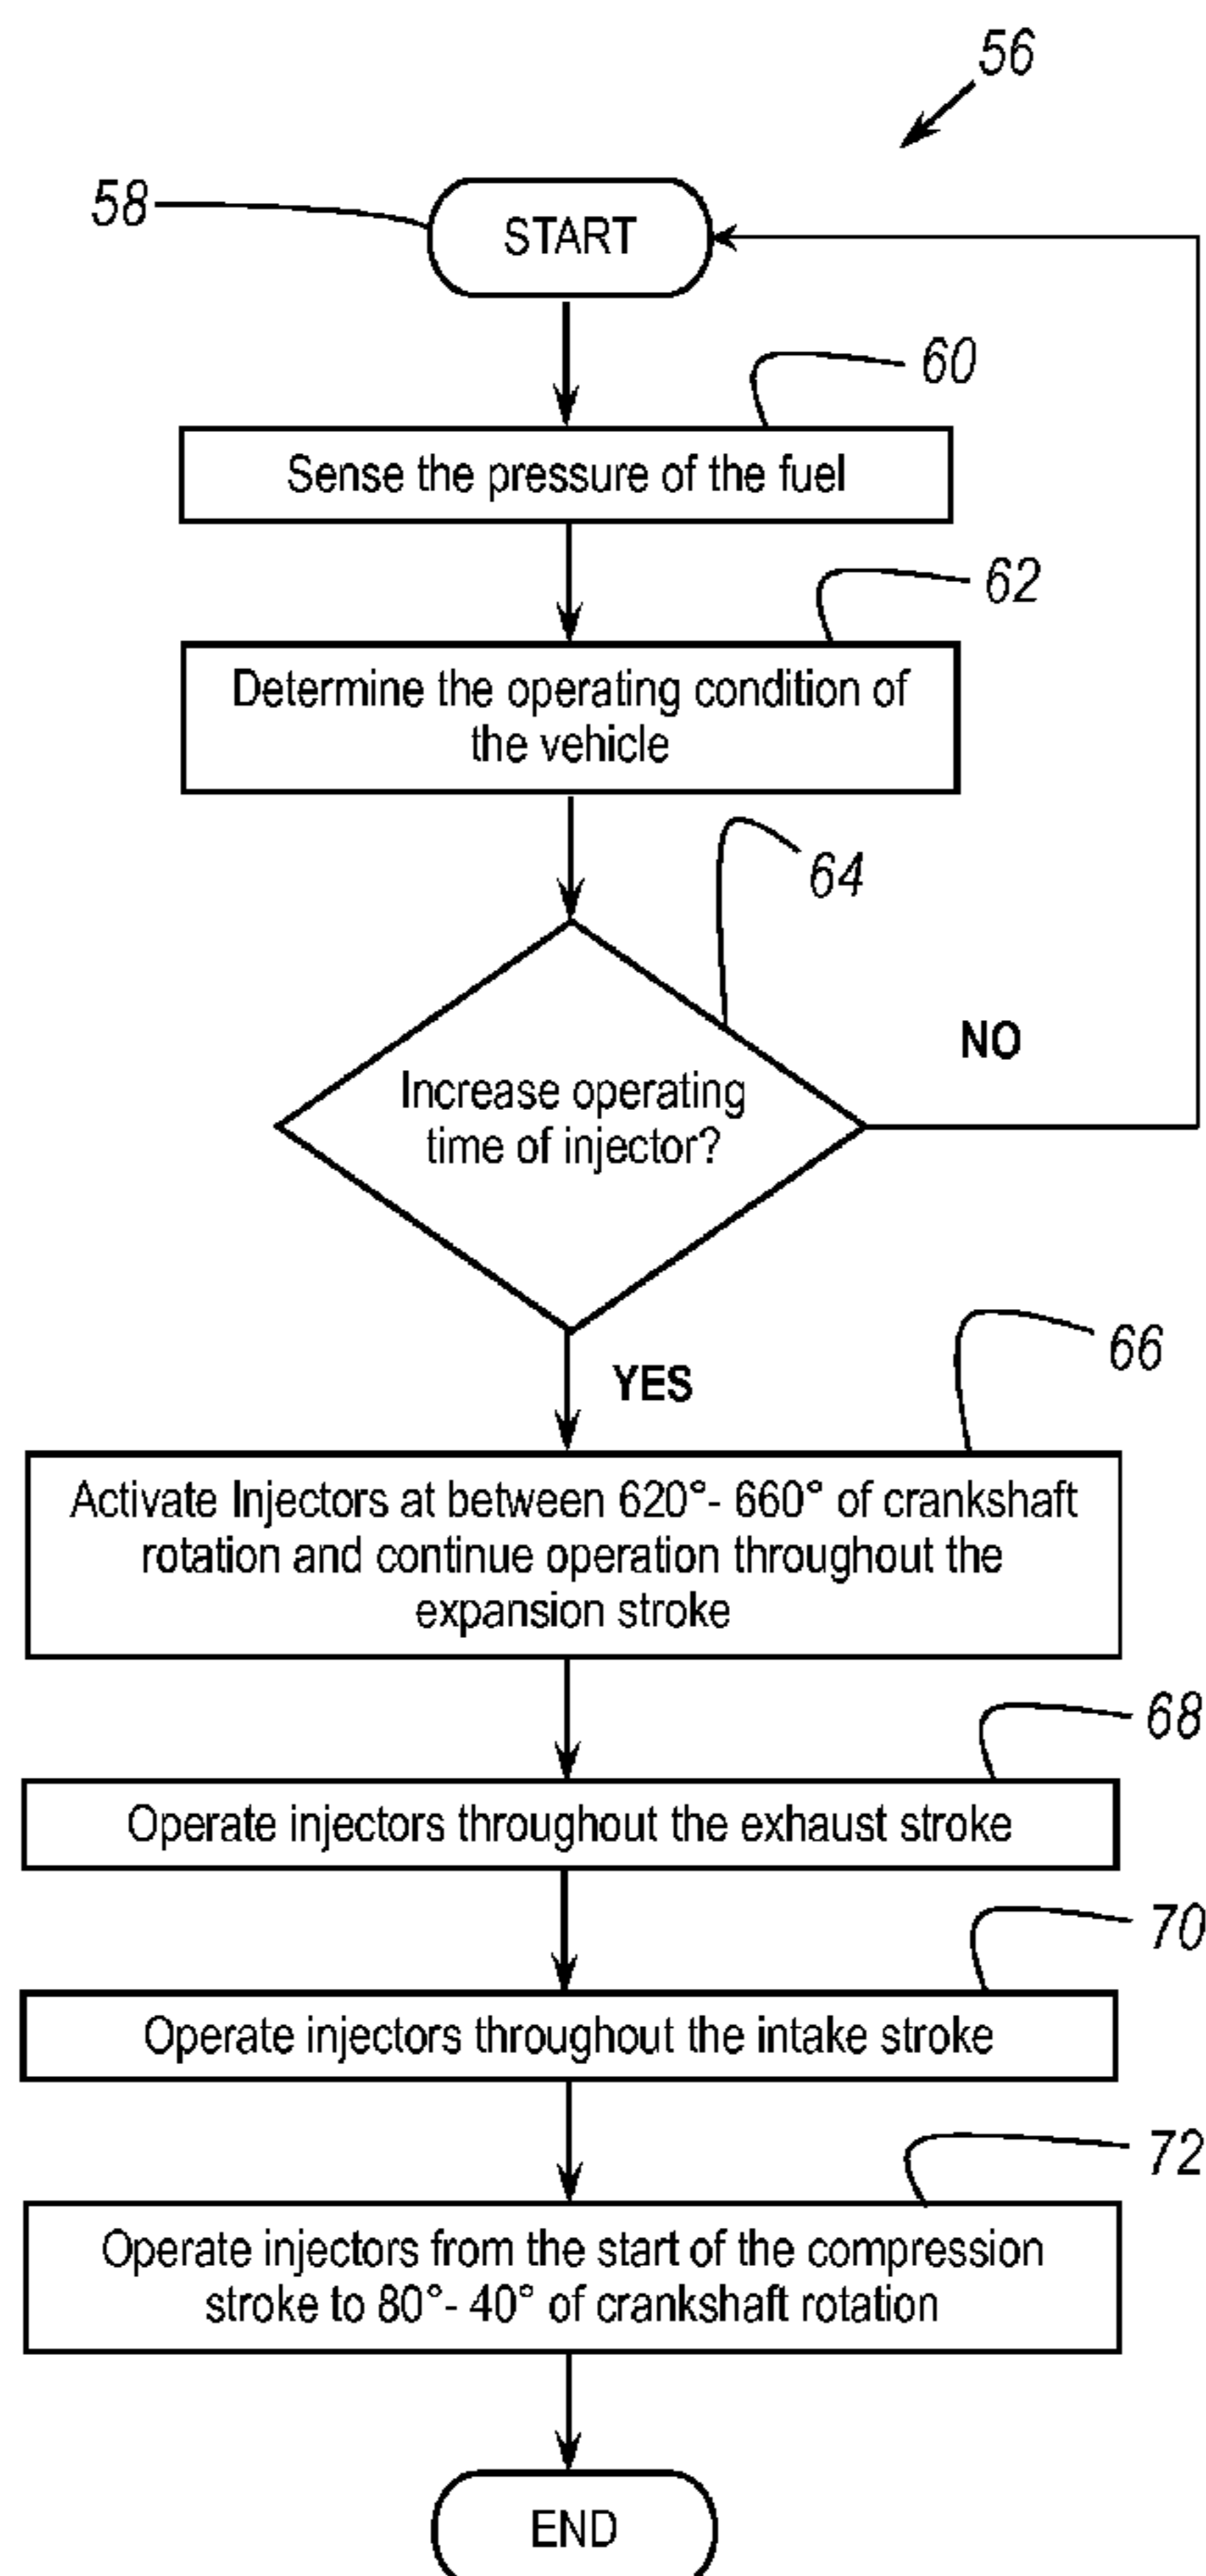 56
58
START
60
Sense the pressure of the fuel
62
Determine the operating condition of
the vehicle
64
NO
Increase operating
time of injector?
YES
66
Activate Injectors at between 620°- 660° of crankshaft
rotation and continue operation throughout the
expansion stroke
68
Operate injectors throughout the exhaust stroke
70
Operate injectors throughout the intake stroke
72
Operate injectors from the start of the compression
stroke to 80°- 40° of crankshaft rotation
END